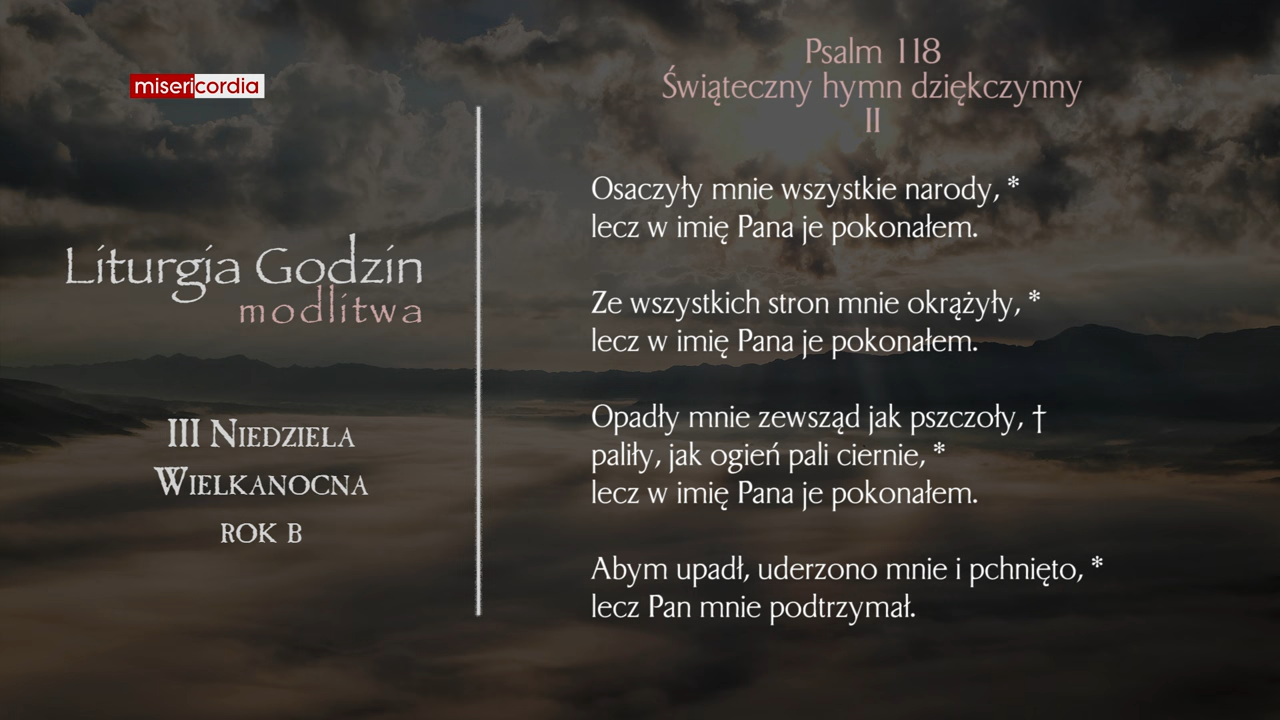 misericordia
Liturgia Godzin
modlitwa
III Niedziela
Wielkanocna
rok B
Psalm 118
Świąteczny hymn dziękczynny
II
Osaczyły mnie wszystkie narody, *
lecz w imię Pana je pokonałem.
Ze wszystkich stron mnie okrążyły, *
lecz w imię Pana je pokonałem.
Opadły mnie zewsząd jak pszczoły, †
paliły, jak ogień pali ciernie, *
lecz w imię Pana je pokonałem.
Abym upadł, uderzono mnie i pchnięto, *
lecz Pan mnie podtrzymał.